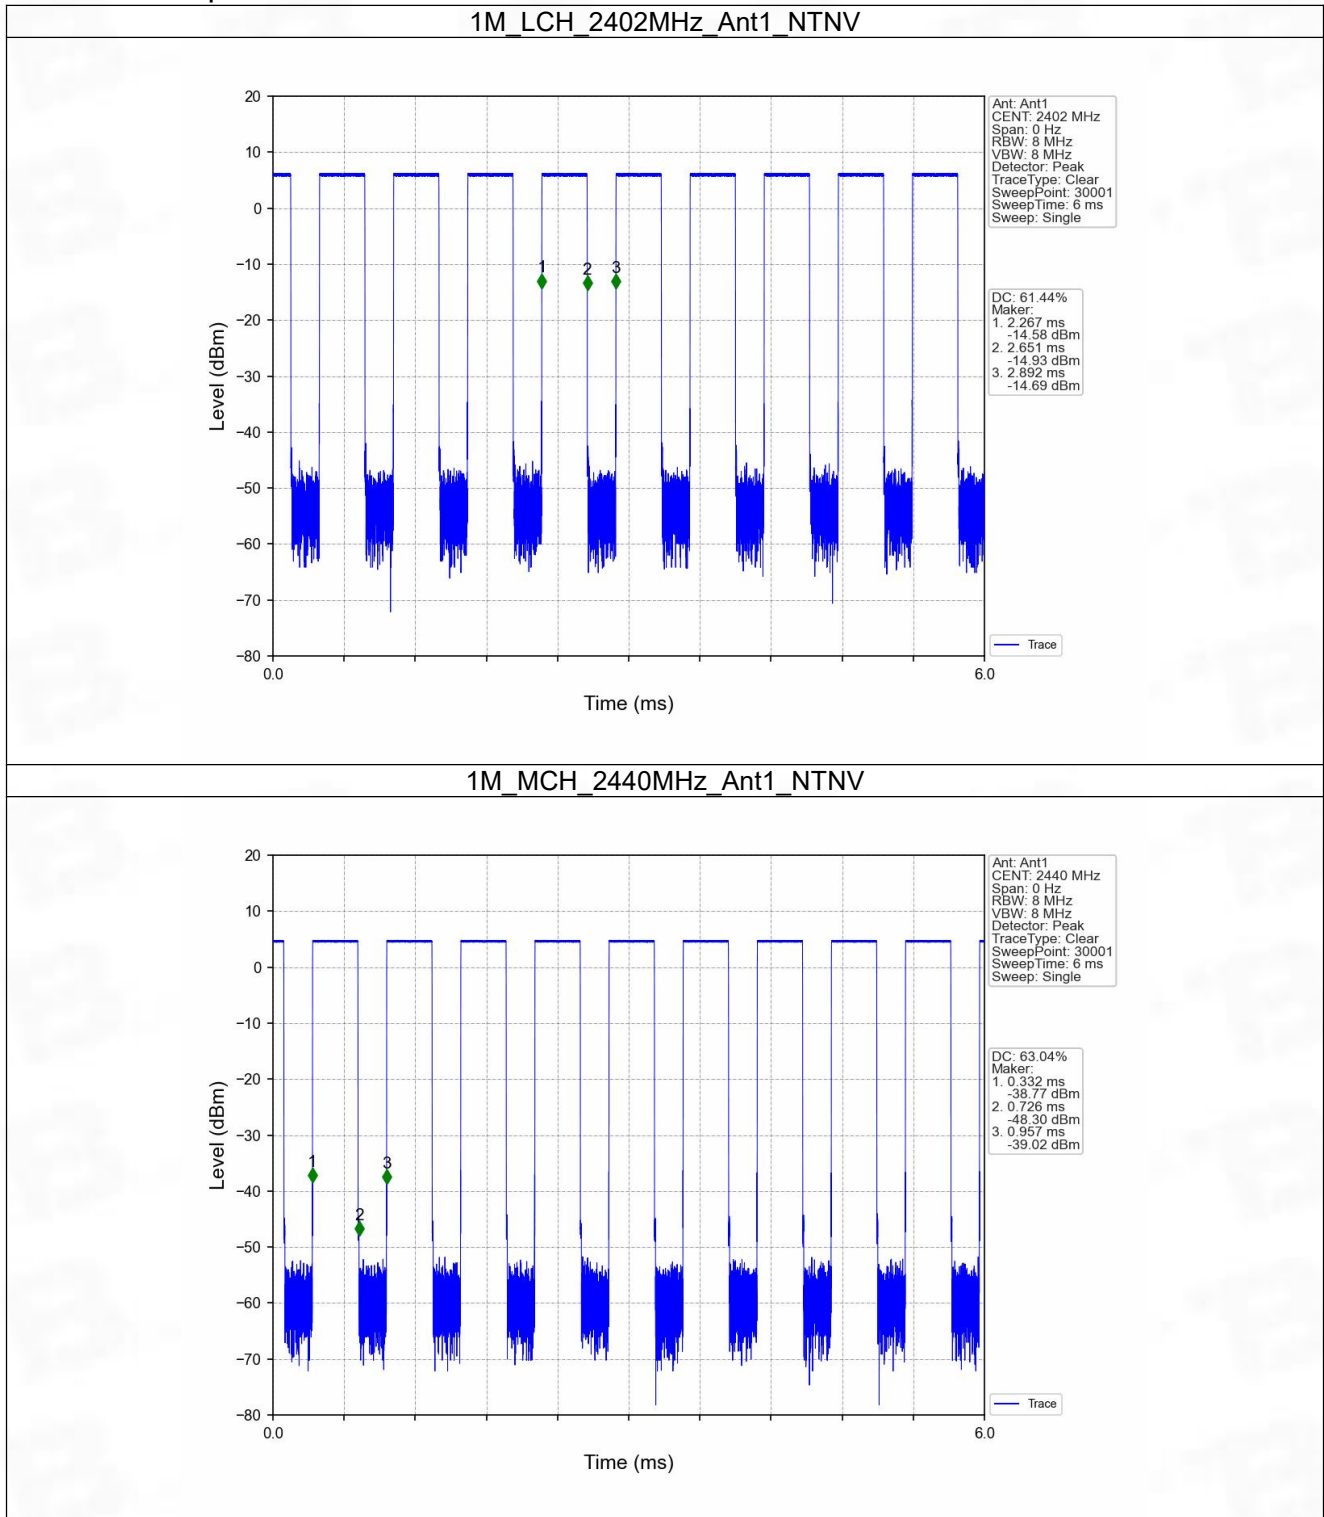 1M_LCH_2402MHz_Ant1_NTNV
20
10
0
−10
−20
−30
−40
−50
−60
−70
−80
Level (dBm)
1
2
3
0.0
6.0
Time (ms)
Ant: Ant1
CENT: 2402 MHz
Span: 0 Hz
RBW: 8 MHz
VBW: 8 MHz
Detector: Peak
TraceType: Clear
SweepPoint: 30001
SweepTime: 6 ms
Sweep: Single
DC: 61.44%
Maker:
1. 2.267 ms
-14.58 dBm
2. 2.651 ms
-14.93 dBm
3. 2.892 ms
-14.69 dBm
Trace
1M_MCH_2440MHz_Ant1_NTNV
20
10
0
−10
−20
−30
−40
−50
−60
−70
−80
Level (dBm)
1
2
3
0.0
6.0
Time (ms)
Ant: Ant1
CENT: 2440 MHz
Span: 0 Hz
RBW: 8 MHz
VBW: 8 MHz
Detector: Peak
TraceType: Clear
SweepPoint: 30001
SweepTime: 6 ms
Sweep: Single
DC: 63.04%
Maker:
1. 0.332 ms
-38.77 dBm
2. 0.726 ms
-48.30 dBm
3. 0.957 ms
-39.02 dBm
Trace